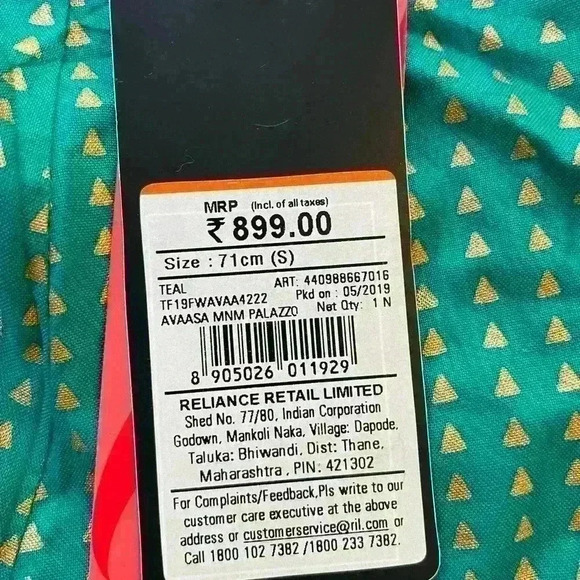 MRP (Incl. of all taxes)
₹899.00
Size : 71cm (S)
TEAL ART: 440988667016
TF19FWAVAA4222 Pkd on : 05/2019
AVAASA MNM PALAZZO Net Qty: 1 N
8 905026 011929
RELIANCE RETAIL LIMITED
Shed No. 77/80, Indian Corporation
Godown, Mankoli Naka, Village: Dapode,
Taluka: Bhiwandi, Dist: Thane,
Maharashtra , PIN: 421302
For Complaints/Feedback,Pls write to our
customer care executive at the above
address or customerservice@ril.com or
Call 1800 102 7382 /1800 233 7382.